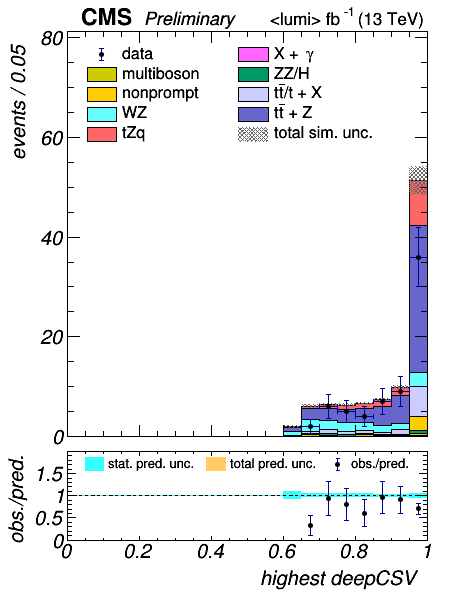 CMS Preliminary <lumi> fb⁻¹ (13 TeV)
events / 0.05
80
60
40
20
0
data
multiboson
nonprompt
WZ
tZq
X + γ
ZZ/H
tt̄/t + X
tt̄ + Z
total sim. unc.
obs./pred.
1.5
1
0.5
0
stat. pred. unc. total pred. unc. obs./pred.
0 0.2 0.4 0.6 0.8 1
highest deepCSV